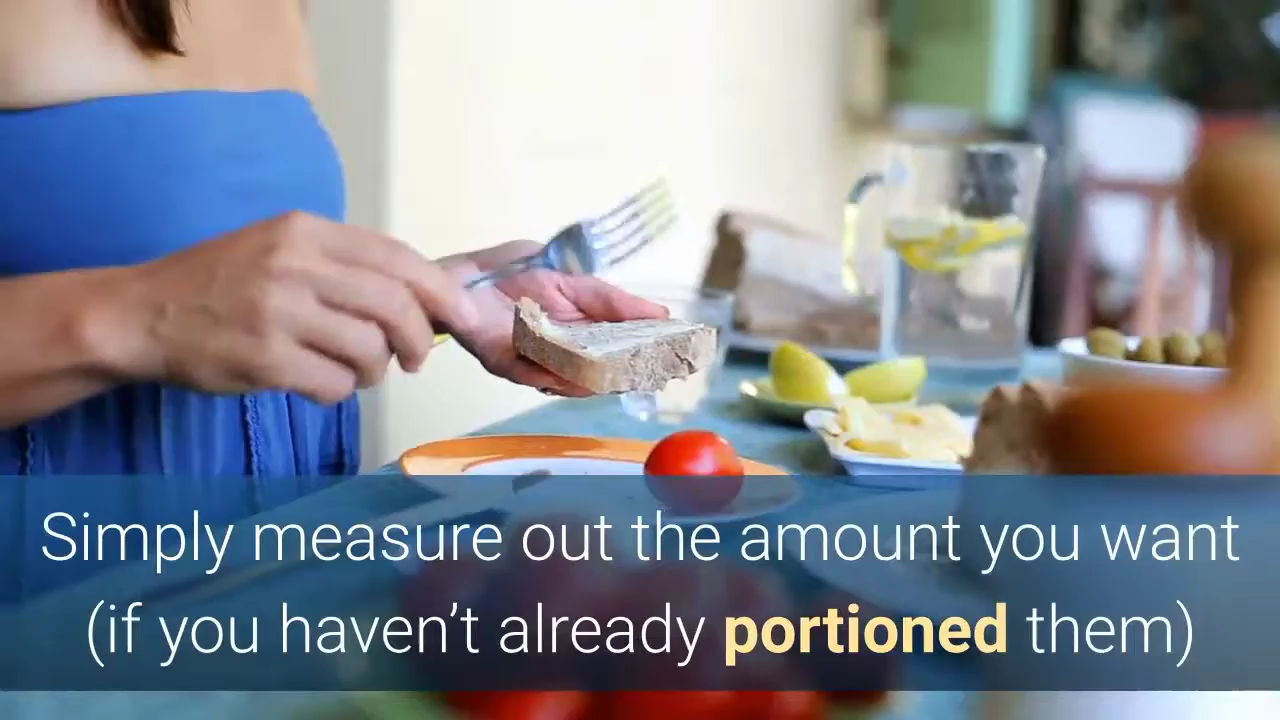 Simply measure out the amount you want
(if you haven’t already portioned them)